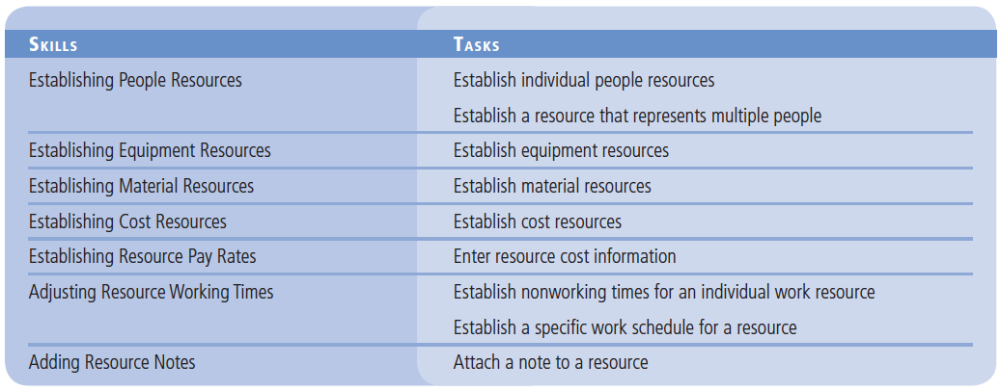 SKILLS TASKS
Establishing People Resources Establish individual people resources
Establish a resource that represents multiple people
Establishing Equipment Resources Establish equipment resources
Establishing Material Resources Establish material resources
Establishing Cost Resources Establish cost resources
Establishing Resource Pay Rates Enter resource cost information
Adjusting Resource Working Times Establish nonworking times for an individual work resource
Establish a specific work schedule for a resource
Adding Resource Notes Attach a note to a resource